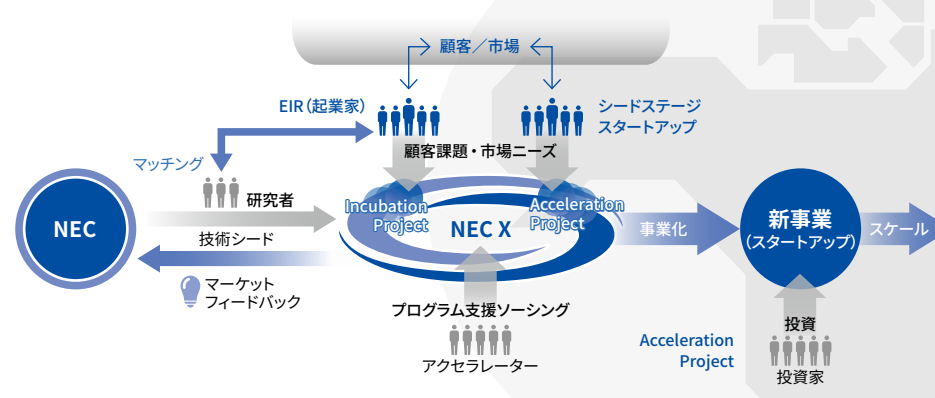 顧客／市場
EIR（起業家）
シードステージ
スタートアップ
顧客課題・市場ニーズ
マッチング
研究者
NEC
技術シード
マーケット
フィードバック
Incubation
Project
NEC X
Acceleration
Project
事業化
新事業
（スタートアップ）
スケール
プログラム支援ソーシング
アクセラレーター
Acceleration
Project
投資
投資家